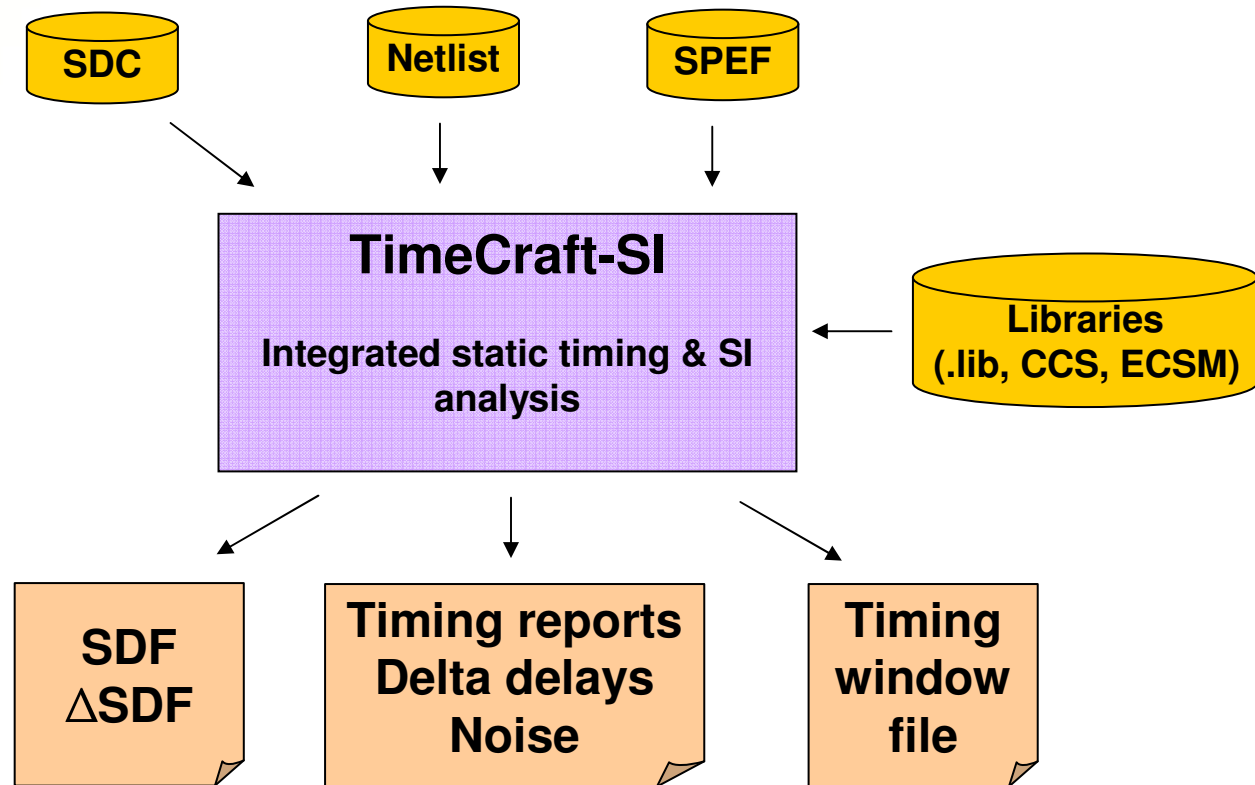 SDC
Netlist
SPEF
TimeCraft-SI
Integrated static timing & SI
analysis
Libraries
(.lib, CCS, ECSM)
SDF
ΔSDF
Timing reports
Delta delays
Noise
Timing
window
file